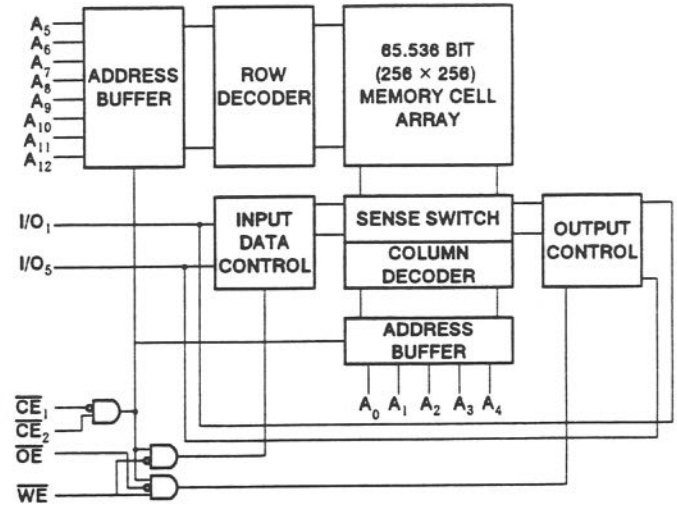 A5
A6
A7
A8
A9
A10
A11
A12
ADDRESS
BUFFER
ROW
DECODER
65.536 BIT
(256 × 256)
MEMORY CELL
ARRAY
I/O1
I/O5
INPUT
DATA
CONTROL
SENSE SWITCH
COLUMN
DECODER
OUTPUT
CONTROL
ADDRESS
BUFFER
A0 A1 A2 A3 A4
CE1
CE2
OE
WE